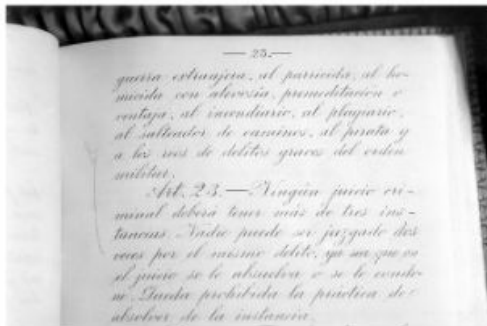 — 25.—
guerra extranjera, al parricida, al ho-
micida con alevosía, premeditación o
ventaja, al incendiario, al plagiario,
al salteador de caminos, al pirata y
a los reos de delitos graves del orden
militar.
Art. 23.—Ningún juicio cri-
minal deberá tener más de tres ins-
tancias. Nadie puede ser juzgado dos
veces por el mismo delito, ya sea que en
el juicio se le absuelva o se le conde-
ne. Queda prohibida la práctica de
absolver de la instancia.